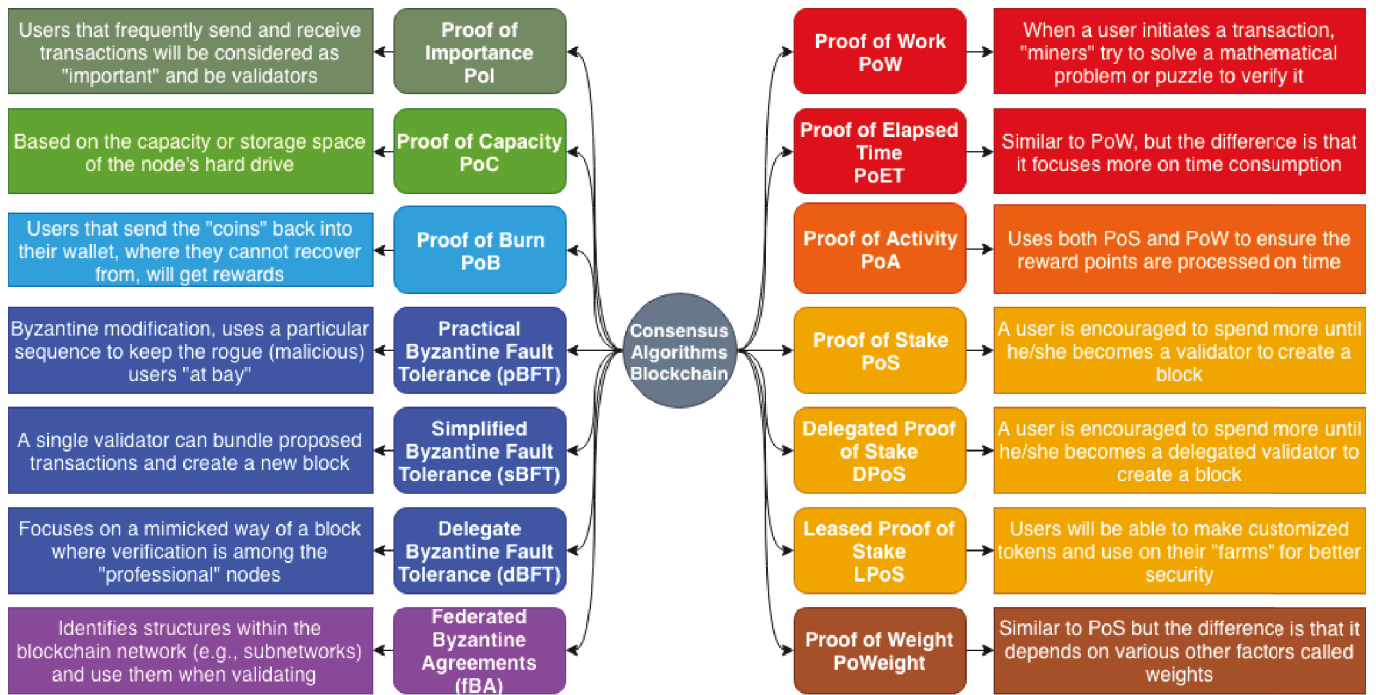 Users that frequently send and receive
transactions will be considered as
"important" and be validators
Proof of
Importance
PoI
Based on the capacity or storage space
of the node's hard drive
Proof of Capacity
PoC
Users that send the "coins" back into
their wallet, where they cannot recover
from, will get rewards
Proof of Burn
PoB
Byzantine modification, uses a particular
sequence to keep the rogue (malicious)
users "at bay"
Practical
Byzantine Fault
Tolerance (pBFT)
A single validator can bundle proposed
transactions and create a new block
Simplified
Byzantine Fault
Tolerance (sBFT)
Focuses on a mimicked way of a block
where verification is among the
"professional" nodes
Delegate
Byzantine Fault
Tolerance (dBFT)
Identifies structures within the
blockchain network (e.g., subnetworks)
and use them when validating
Federated
Byzantine
Agreements
(fBA)
Consensus
Algorithms
Blockchain
Proof of Work
PoW
When a user initiates a transaction,
"miners" try to solve a mathematical
problem or puzzle to verify it
Proof of Elapsed
Time
PoET
Similar to PoW, but the difference is that
it focuses more on time consumption
Proof of Activity
PoA
Uses both PoS and PoW to ensure the
reward points are processed on time
Proof of Stake
PoS
A user is encouraged to spend more until
he/she becomes a validator to create a
block
Delegated Proof
of Stake
DPoS
A user is encouraged to spend more until
he/she becomes a delegated validator to
create a block
Leased Proof of
Stake
LPoS
Users will be able to make customized
tokens and use on their "farms" for better
security
Proof of Weight
PoWeight
Similar to PoS but the difference is that it
depends on various other factors called
weights